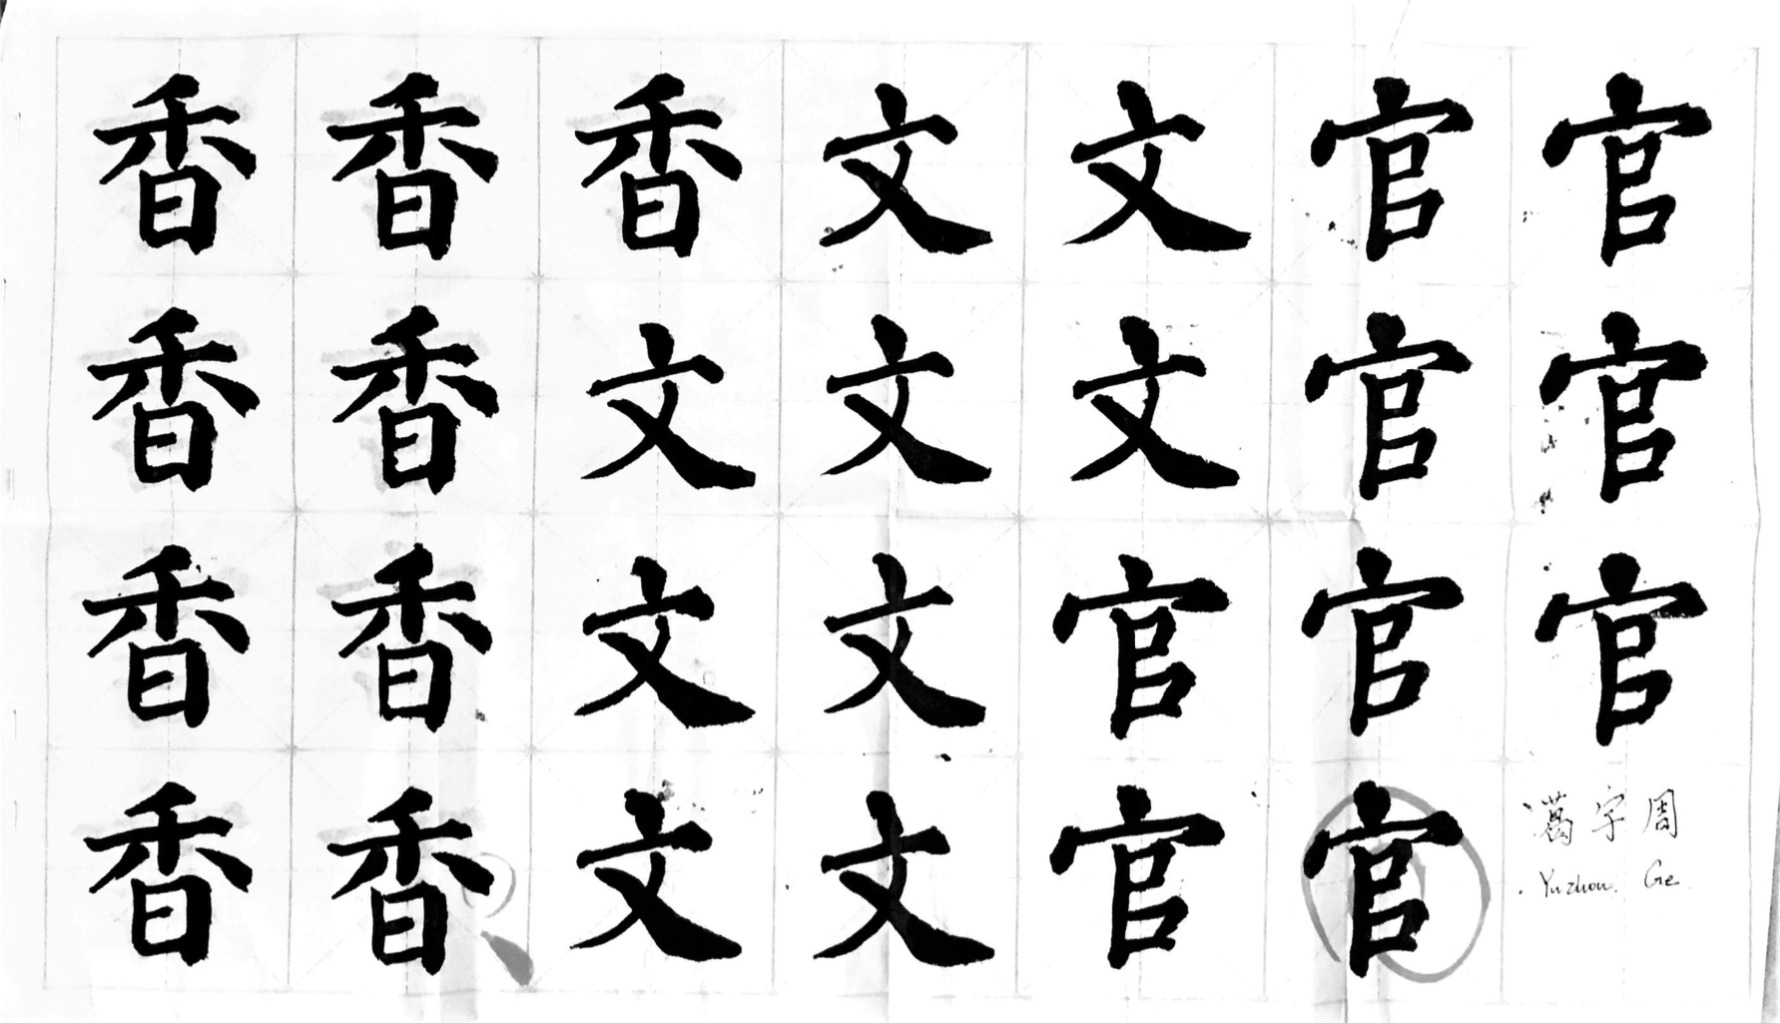 香 香 香 文 文 官 官
香 香 文 文 文 官 官
香 香 文 文 官 官 官
香 香 文 文 官 官
葛宇周
Yuzhou Ge